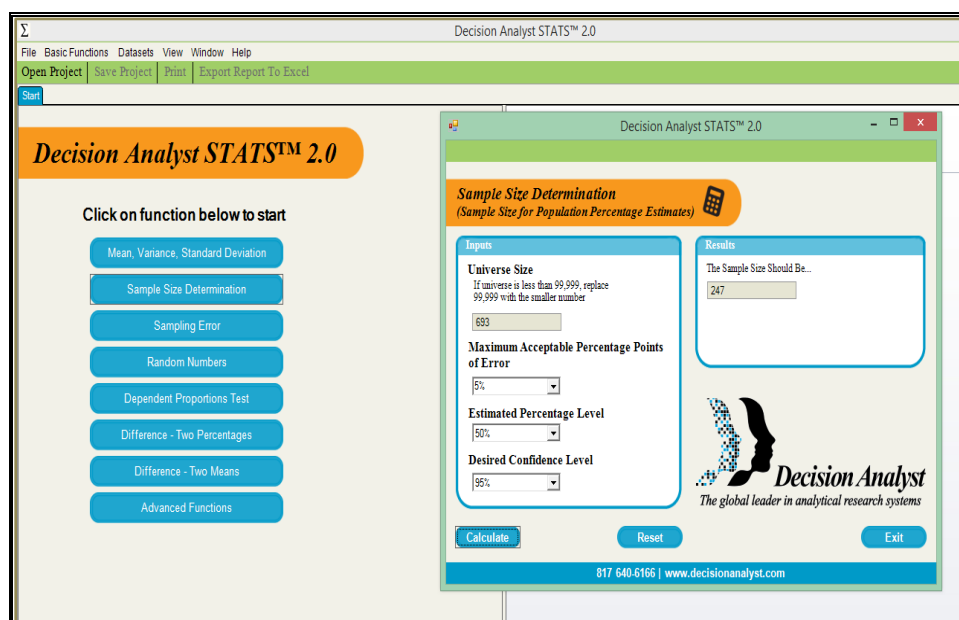 Σ
Decision Analyst STATS™ 2.0
File Basic Functions Datasets View Window Help
Open Project Save Project Print Export Report To Excel
Start
Decision Analyst STATS™ 2.0
Click on function below to start
Mean, Variance, Standard Deviation
Sample Size Determination
Sampling Error
Random Numbers
Dependent Proportions Test
Difference - Two Percentages
Difference - Two Means
Advanced Functions
Decision Analyst STATS™ 2.0
Sample Size Determination
(Sample Size for Population Percentage Estimates)
Inputs
Universe Size
If universe is less than 99,999, replace
99,999 with the smaller number
693
Maximum Acceptable Percentage Points
of Error
5%
Estimated Percentage Level
50%
Desired Confidence Level
95%
Results
The Sample Size Should Be...
247
Decision Analyst
The global leader in analytical research systems
Calculate Reset Exit
817 640-6166 | www.decisionanalyst.com